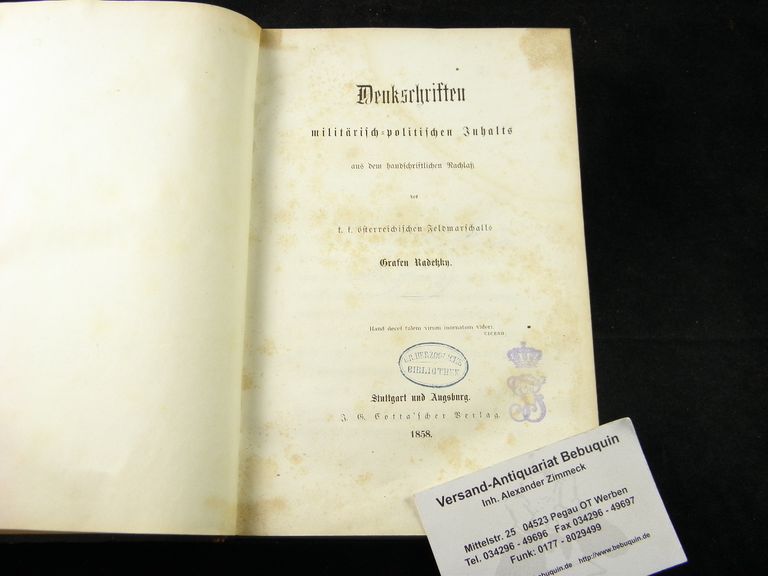 Denkschriften
militärisch-politischen Inhalts
aus dem handschriftlichen Nachlaß
des
k. k. österreichischen Feldmarschalls
Grafen Radetzky.
Haud decet talem virum inornatum videri.
CICERO.
BIBLIOTHEK
Stuttgart und Augsburg.
J. G. Cotta'scher Verlag.
1858.
Versand-Antiquariat Bebuquin
Inh. Alexander Zimmeck
Mittelstr. 25 04523 Pegau OT Werben
Tel. 034296 - 49696 Fax 034296 - 49697
Funk: 0177 - 8029499
bebuquin.de http://www.bebuquin.de